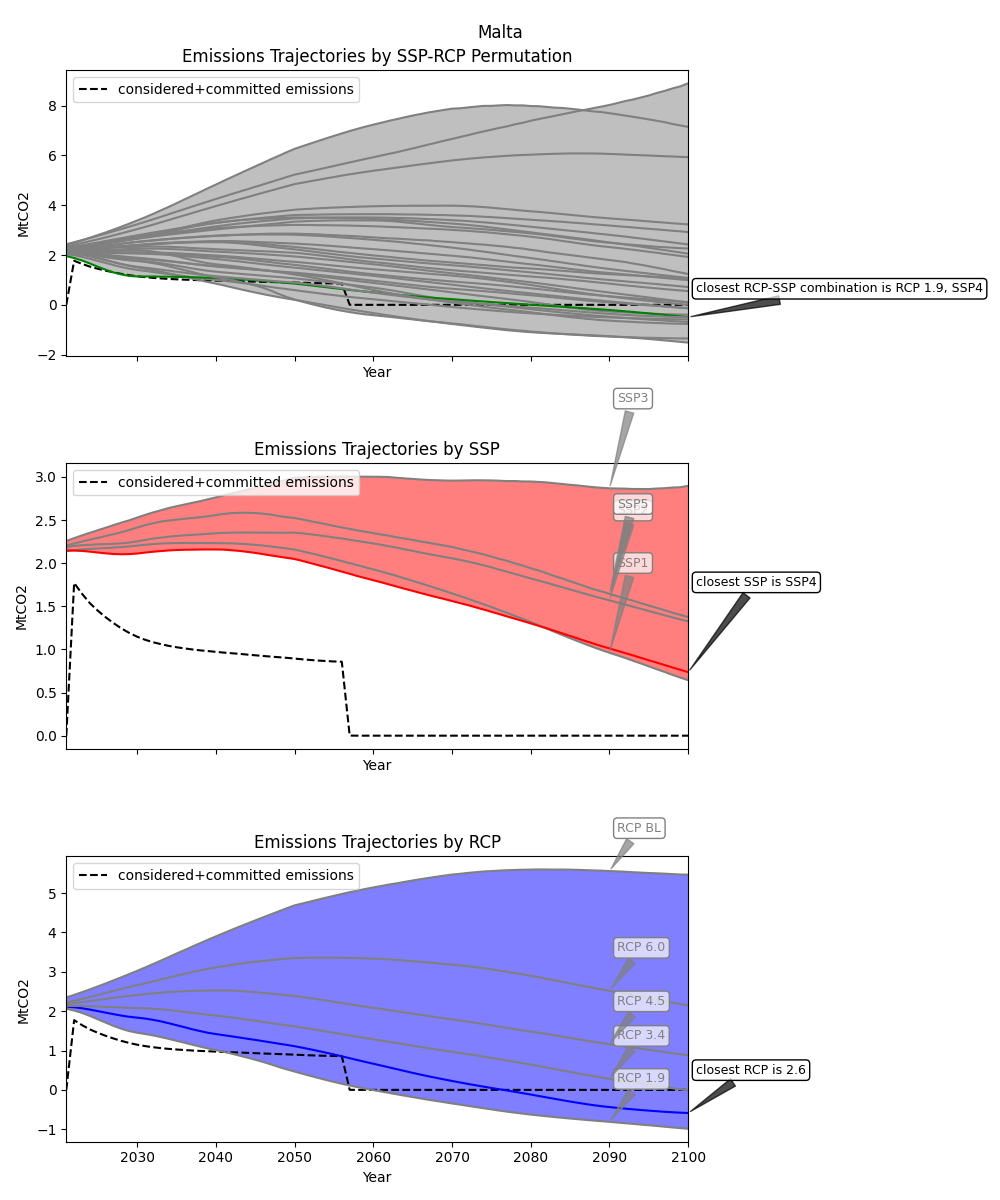 Malta
Emissions Trajectories by SSP-RCP Permutation
considered+committed emissions
8
6
4
2
0
−2
MtCO2
closest RCP-SSP combination is RCP 1.9, SSP4
Year
SSP3
Emissions Trajectories by SSP
considered+committed emissions
3.0
2.5
2.0
1.5
1.0
0.5
0.0
MtCO2
SSP5
SSP1
closest SSP is SSP4
Year
RCP BL
Emissions Trajectories by RCP
considered+committed emissions
5
4
3
2
1
0
−1
MtCO2
RCP 6.0
RCP 4.5
RCP 3.4
RCP 1.9
closest RCP is 2.6
2030 2040 2050 2060 2070 2080 2090 2100
Year